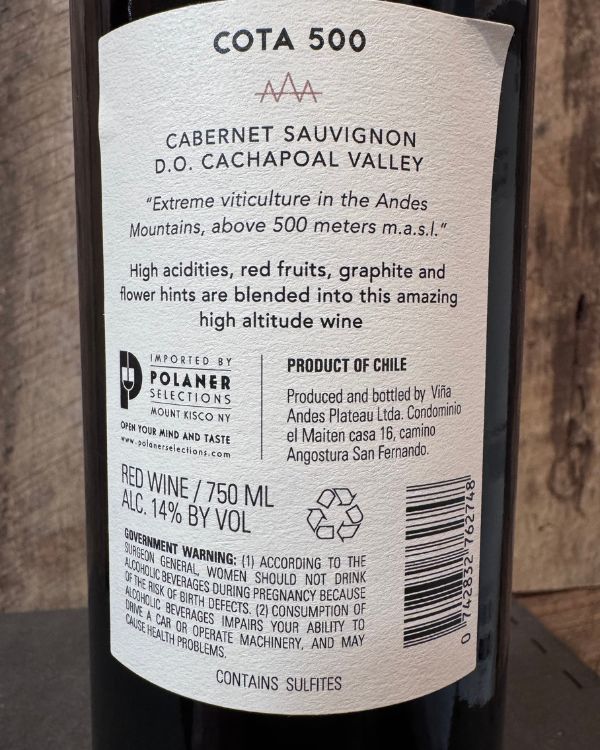 COTA 500
CABERNET SAUVIGNON
D.O. CACHAPOAL VALLEY
"Extreme viticulture in the Andes
Mountains, above 500 meters m.a.s.l."
High acidities, red fruits, graphite and
flower hints are blended into this amazing
high altitude wine
IMPORTED BY
POLANER
SELECTIONS
MOUNT KISCO NY
OPEN YOUR MIND AND TASTE
www.polanerselections.com
PRODUCT OF CHILE
Produced and bottled by Viña
Andes Plateau Ltda. Condominio
el Maiten casa 16, camino
Angostura San Fernando.
RED WINE / 750 ML
ALC. 14% BY VOL
GOVERNMENT WARNING: (1) ACCORDING TO THE
SURGEON GENERAL, WOMEN SHOULD NOT DRINK
ALCOHOLIC BEVERAGES DURING PREGNANCY BECAUSE
OF THE RISK OF BIRTH DEFECTS. (2) CONSUMPTION OF
ALCOHOLIC BEVERAGES IMPAIRS YOUR ABILITY TO
DRIVE A CAR OR OPERATE MACHINERY, AND MAY
CAUSE HEALTH PROBLEMS.
CONTAINS SULFITES
0 742832 762748